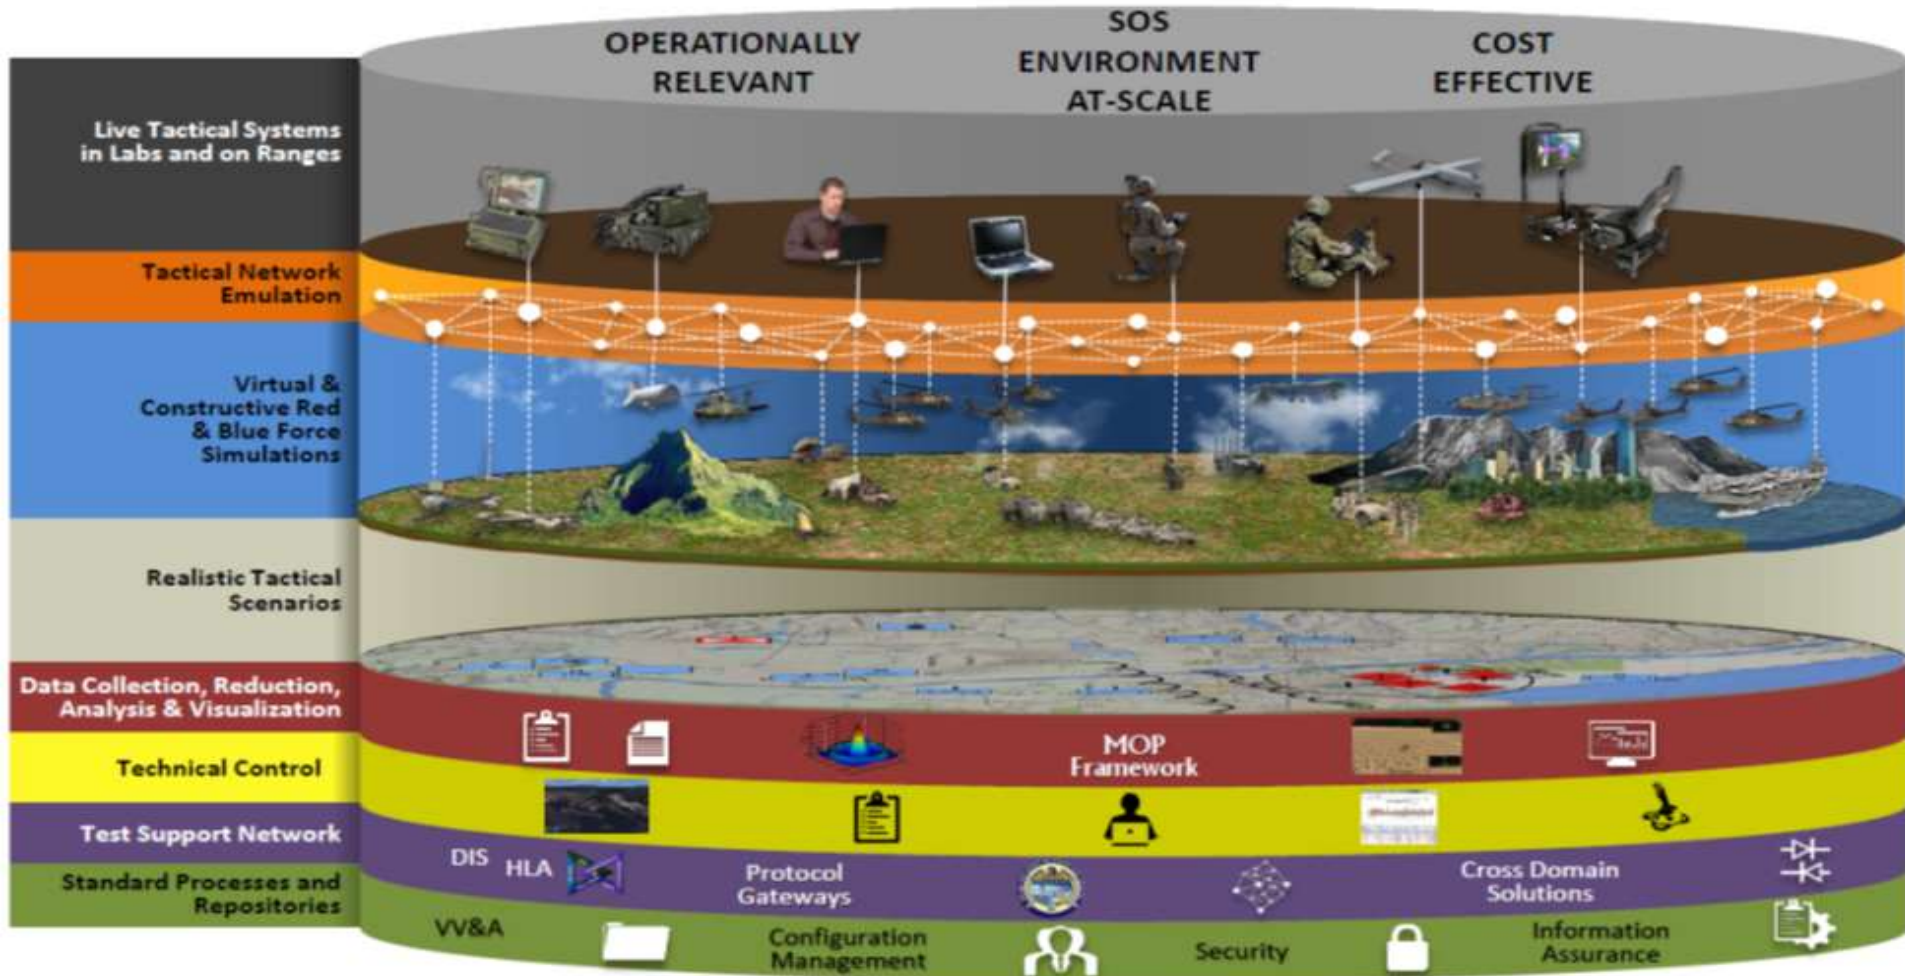 OPERATIONALLY
RELEVANT
SOS
ENVIRONMENT
AT-SCALE
COST
EFFECTIVE
Live Tactical Systems
in Labs and on Ranges
Tactical Network
Emulation
Virtual &
Constructive Red
& Blue Force
Simulations
Realistic Tactical
Scenarios
Data Collection, Reduction,
Analysis & Visualization
MOP
Framework
Technical Control
Test Support Network
DIS
HLA
Protocol
Gateways
Cross Domain
Solutions
Standard Processes and
Repositories
VV&A
Configuration
Management
Security
Information
Assurance